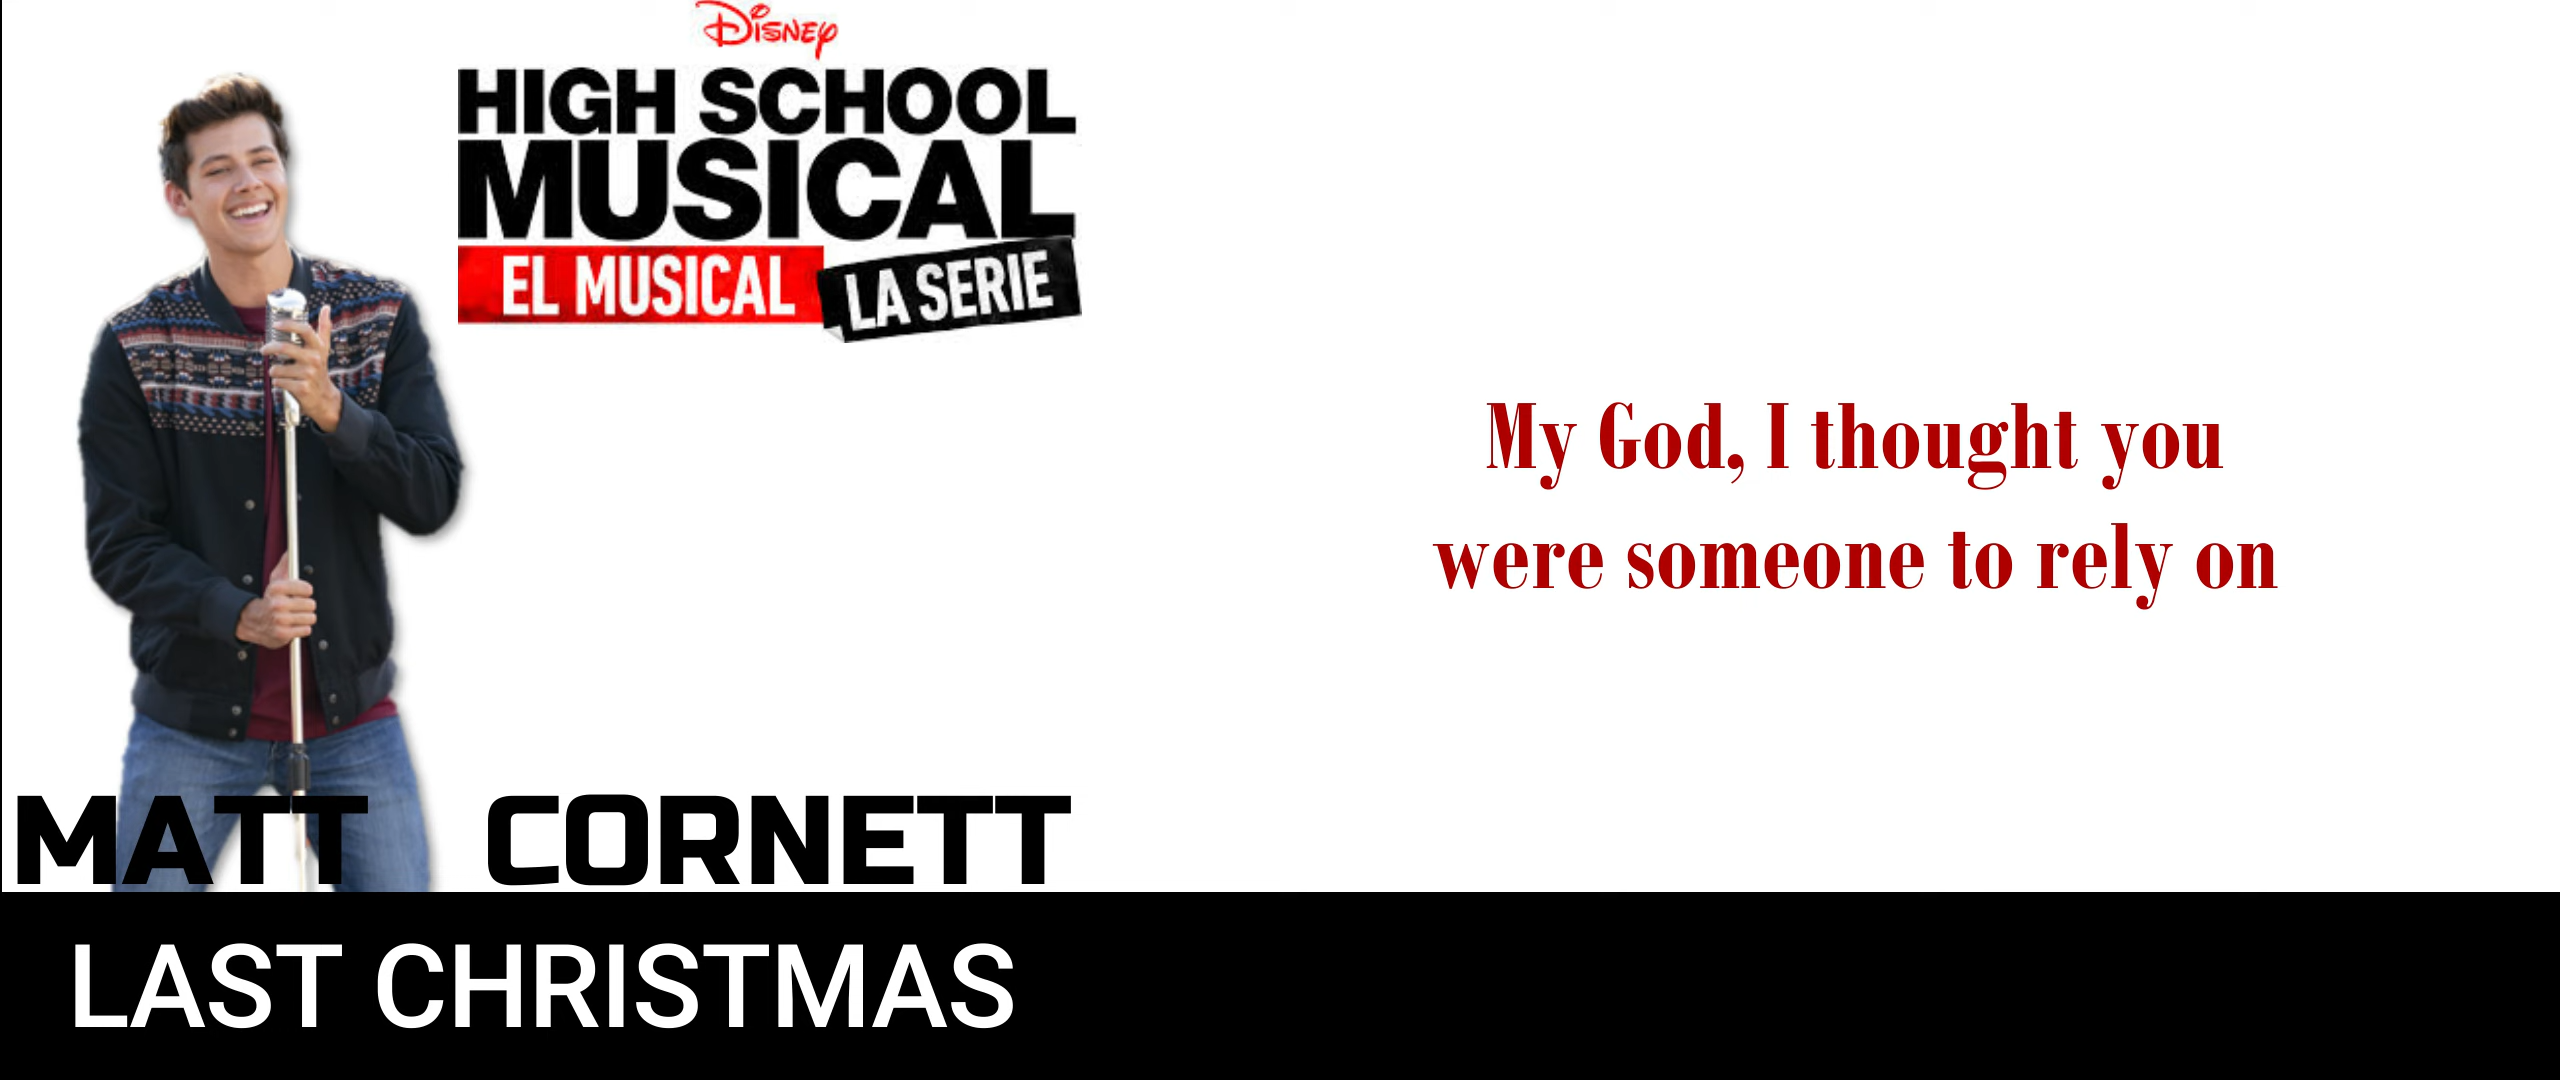 Disney
HIGH SCHOOL
MUSICAL
EL MUSICAL
LA SERIE
My God, I thought you
were someone to rely on
MATT CORNETT
LAST CHRISTMAS